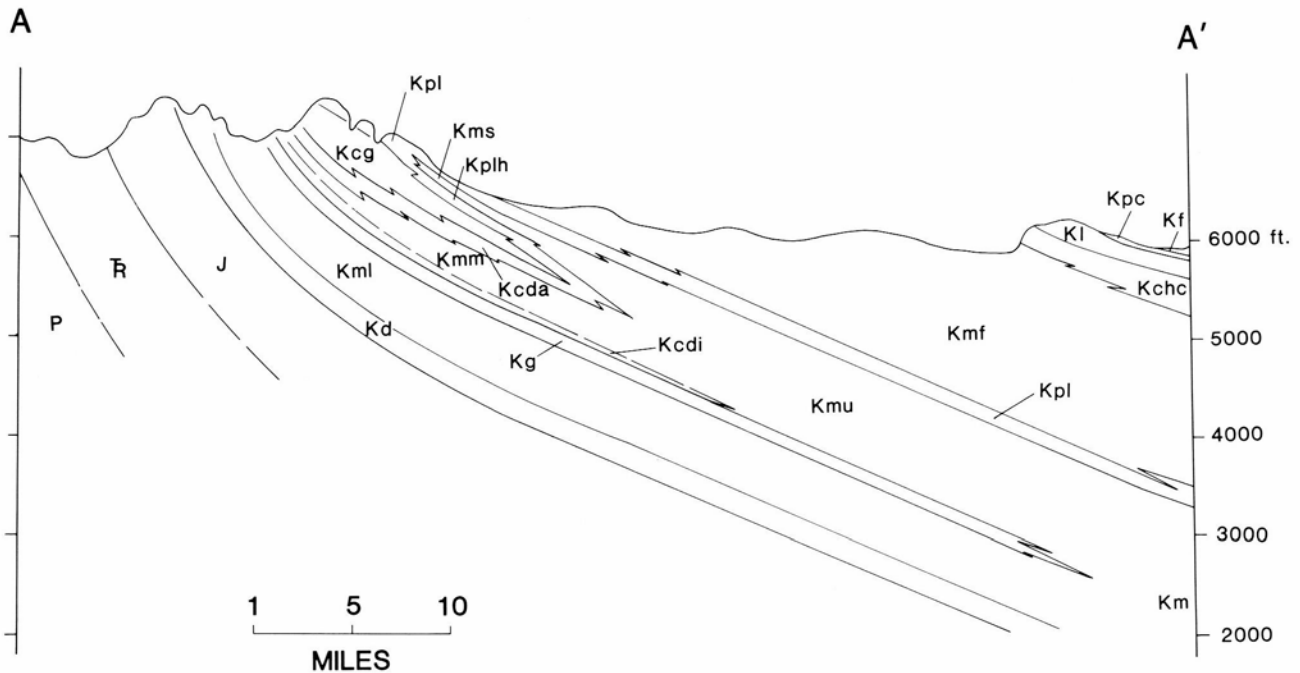 A
A'
Kpl
Kms
Kplh
Kcg
Kpc
Kf
Kl
6000 ft.
TR
J
Kmm
Kml
Kcda
Kchc
P
Kd
Kmf
5000
Kcdi
Kg
Kpl
Kmu
4000
3000
Km
1 5 10
2000
MILES